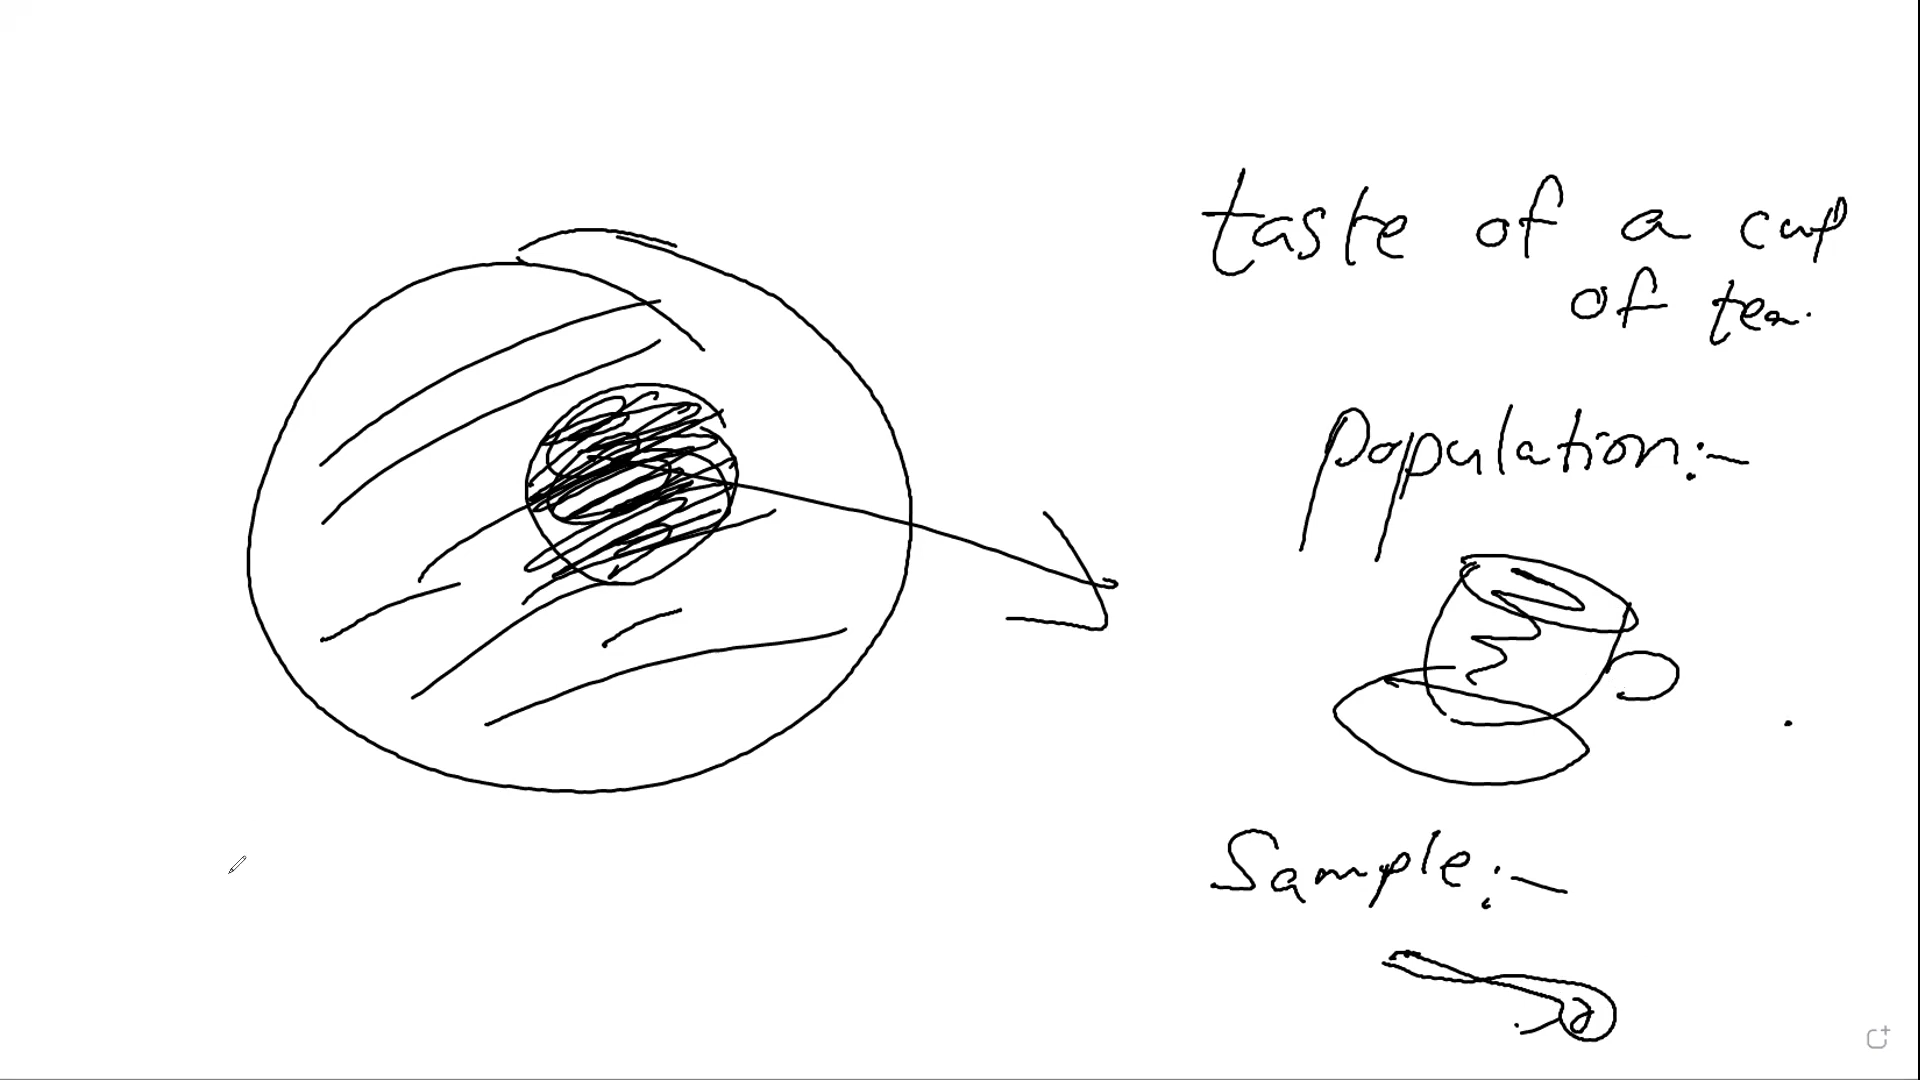 taste of a cup
of tea.
population:-
Sample:-